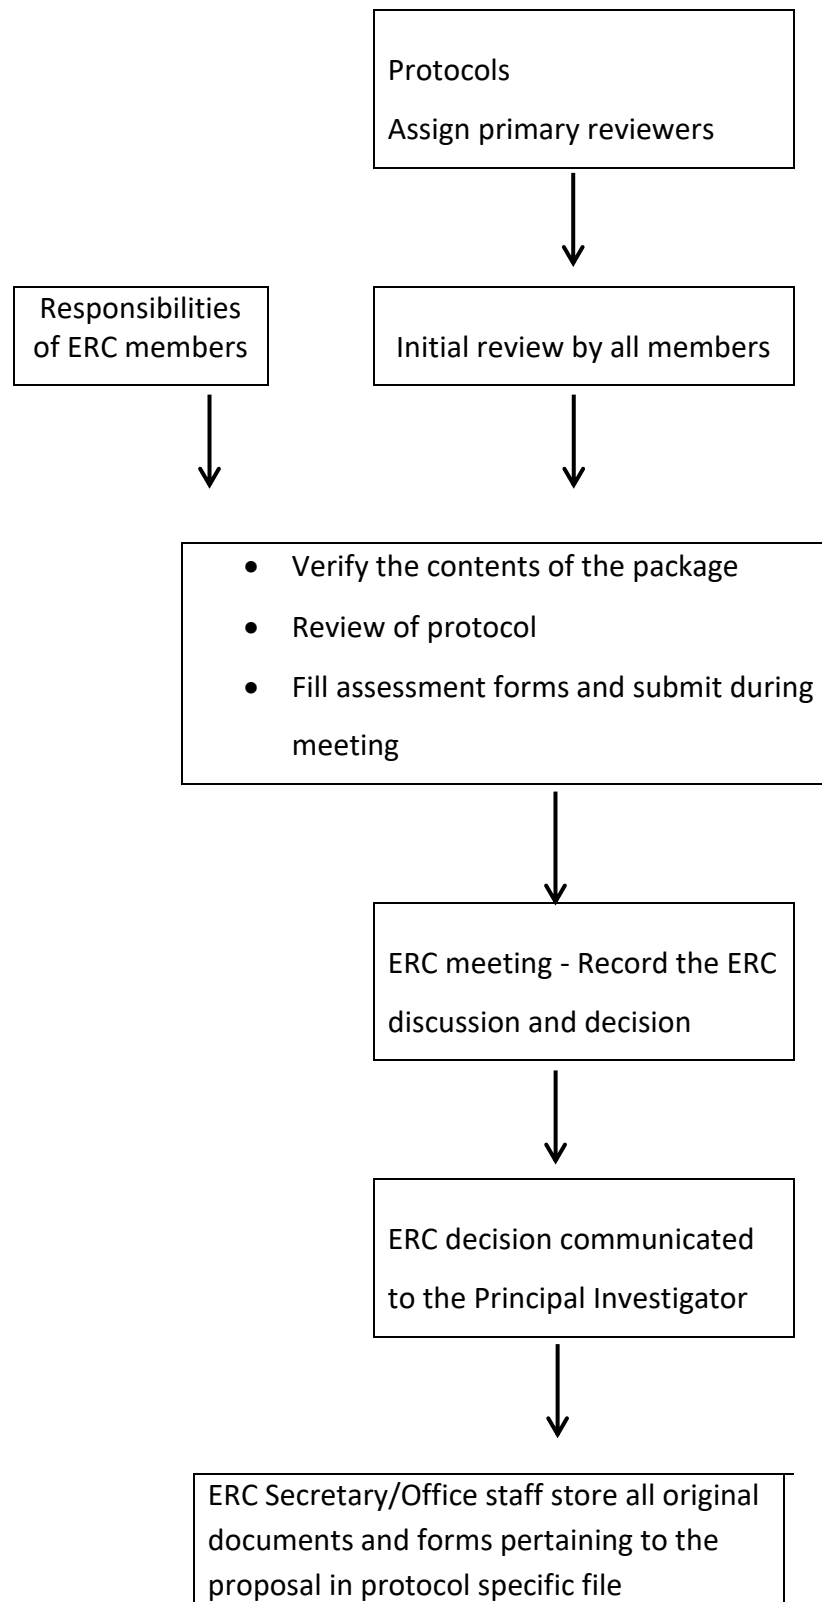 Protocols
Assign primary reviewers
Responsibilities
of ERC members
Initial review by all members
• Verify the contents of the package
• Review of protocol
• Fill assessment forms and submit during
meeting
ERC meeting - Record the ERC
discussion and decision
ERC decision communicated
to the Principal Investigator
ERC Secretary/Office staff store all original
documents and forms pertaining to the
proposal in protocol specific file